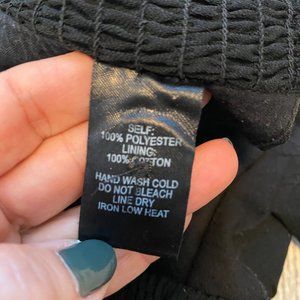 SELF:
100% POLYESTER
LINING:
100% COTTON
HAND WASH COLD
DO NOT BLEACH
LINE DRY
IRON LOW HEAT